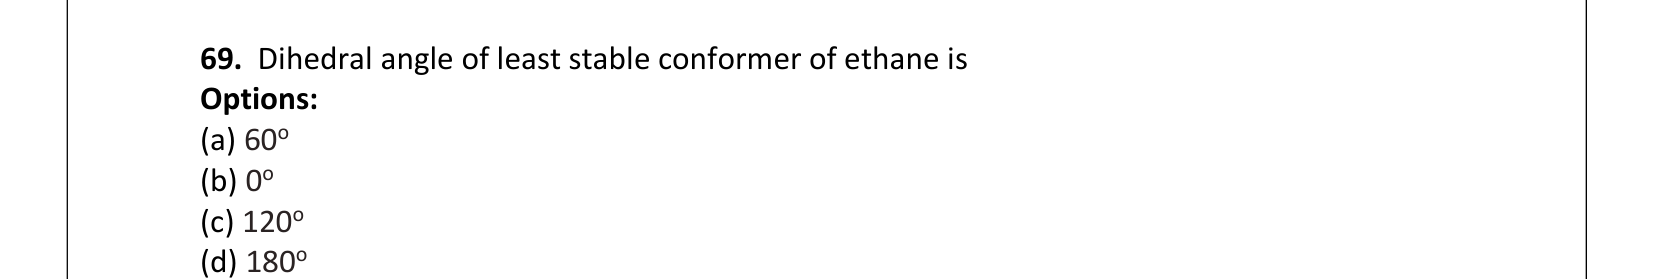 69. Dihedral angle of least stable conformer of ethane is
Options:
(a) 60º
(b) 0º
(c) 120º
(d) 180º